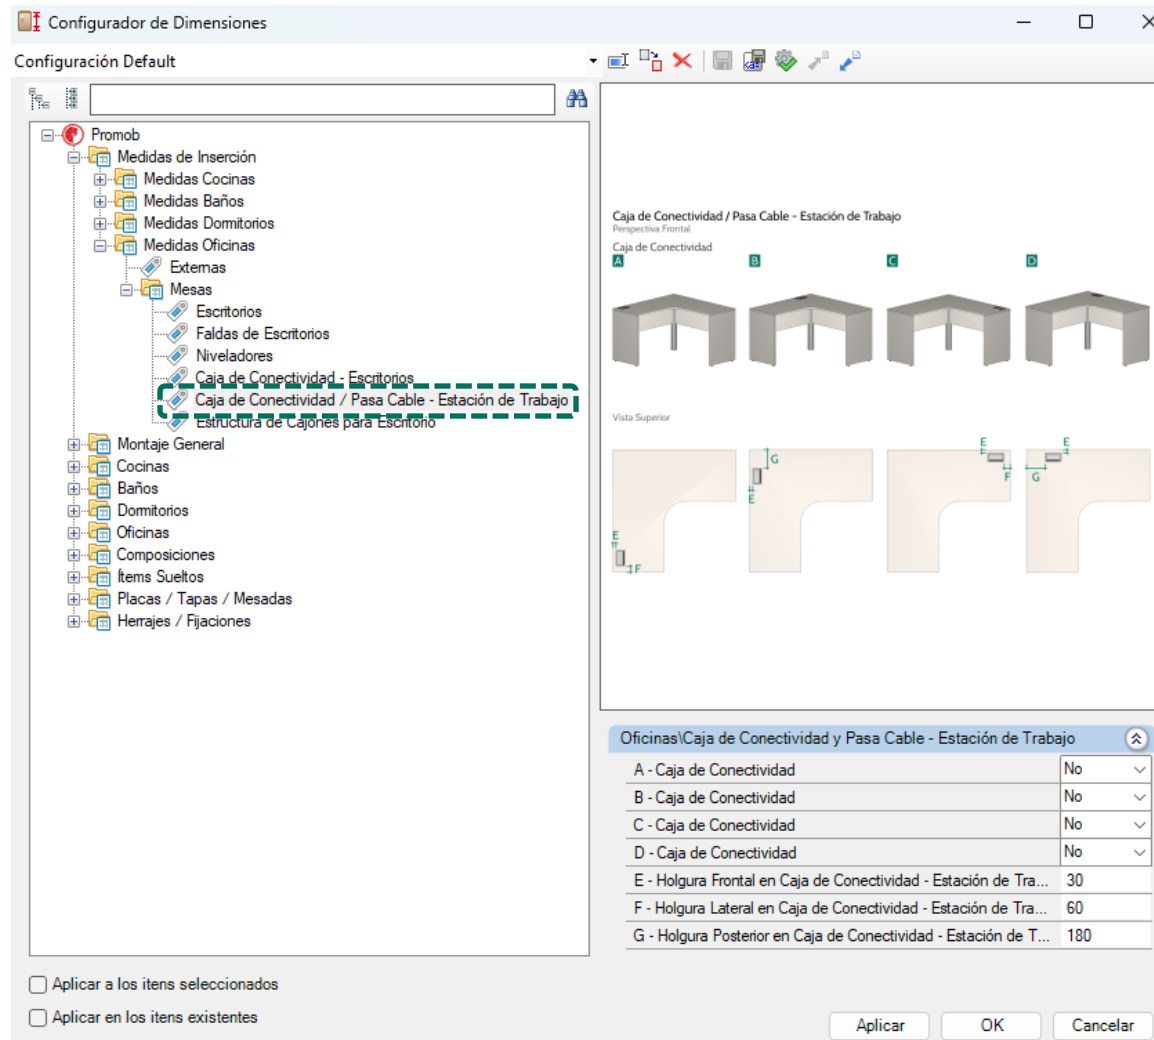 Configurador de Dimensiones
Configuración Default
Promob
Medidas de Inserción
Medidas Cocinas
Medidas Baños
Medidas Dormitorios
Medidas Oficinas
Externas
Mesas
Escritorios
Faldas de Escritorios
Niveladores
Caja de Conectividad - Escritorios
Caja de Conectividad / Pasa Cable - Estación de Trabajo
Estructura de Cajones para Escritorio
Montaje General
Cocinas
Baños
Dormitorios
Oficinas
Composiciones
Ítems Sueltos
Placas / Tapas / Mesadas
Herrajes / Fijaciones
Caja de Conectividad / Pasa Cable - Estación de Trabajo
Perspectiva Frontal
Caja de Conectividad
A B C D
Vista Superior
E E
G
F G
E
E
F
Oficinas\Caja de Conectividad y Pasa Cable - Estación de Trabajo
A - Caja de Conectividad No
B - Caja de Conectividad No
C - Caja de Conectividad No
D - Caja de Conectividad No
E - Holgura Frontal en Caja de Conectividad - Estación de Tra... 30
F - Holgura Lateral en Caja de Conectividad - Estación de Tra... 60
G - Holgura Posterior en Caja de Conectividad - Estación de T... 180
Aplicar a los itens seleccionados
Aplicar en los itens existentes
Aplicar OK Cancelar